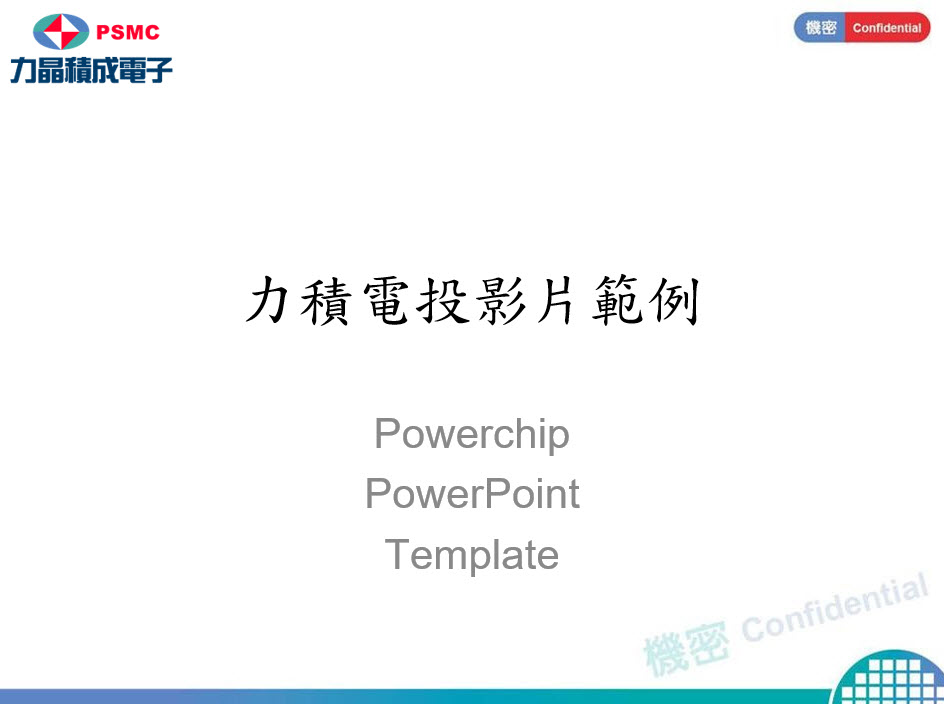 PSMC
力晶積成電子
機密 Confidential
力積電投影片範例
Powerchip
PowerPoint
Template
機密 Confidential